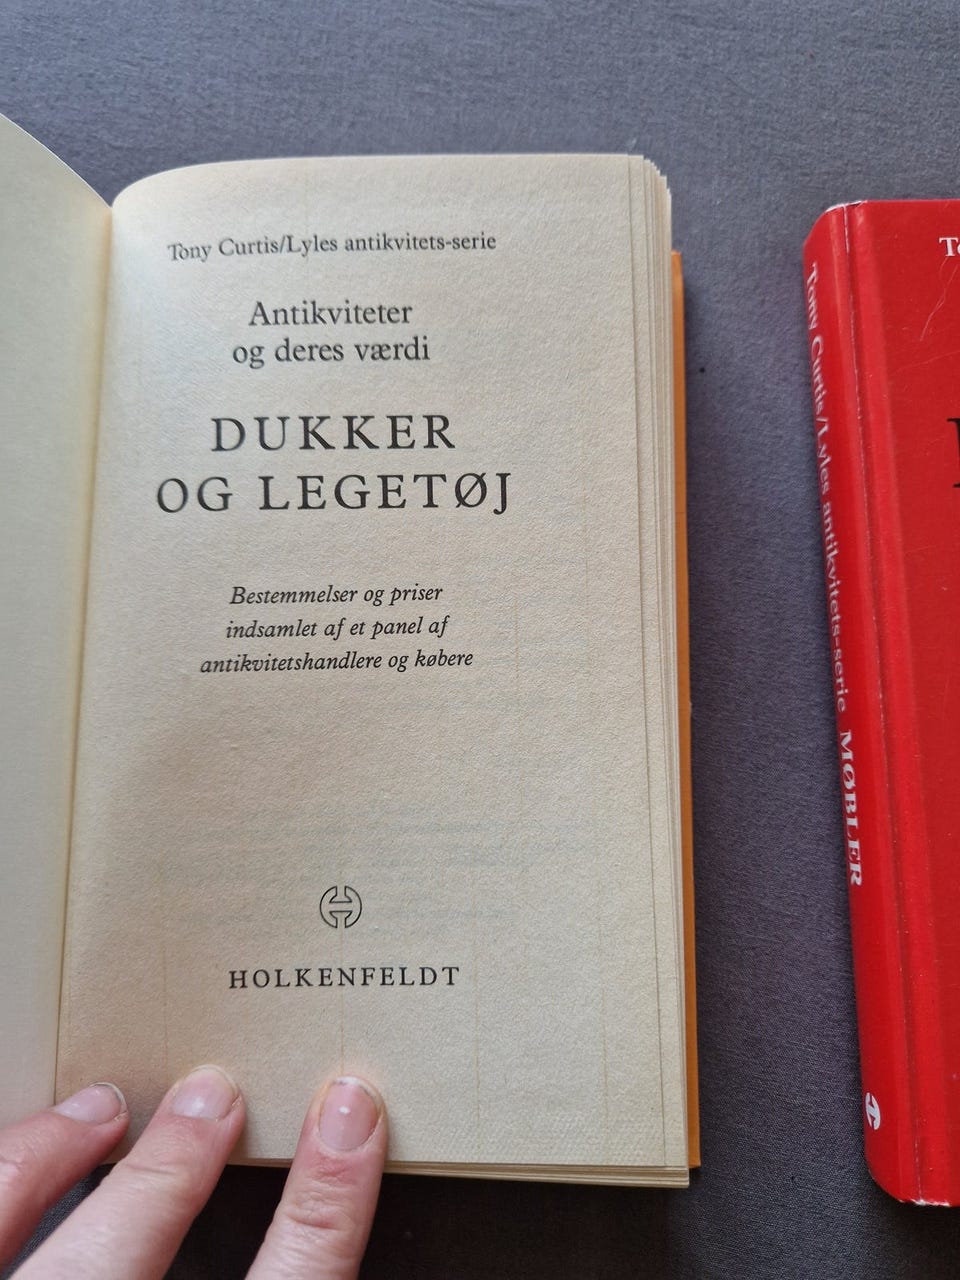 Tony Curtis/Lyles antikvitets-serie
Antikviteter
og deres værdi
DUKKER
OG LEGETØJ
Bestemmelser og priser
indsamlet af et panel af
antikvitetshandlere og købere
HOLKENFELDT
Tony Curtis/Lyles antikvitets-serie MØBLER